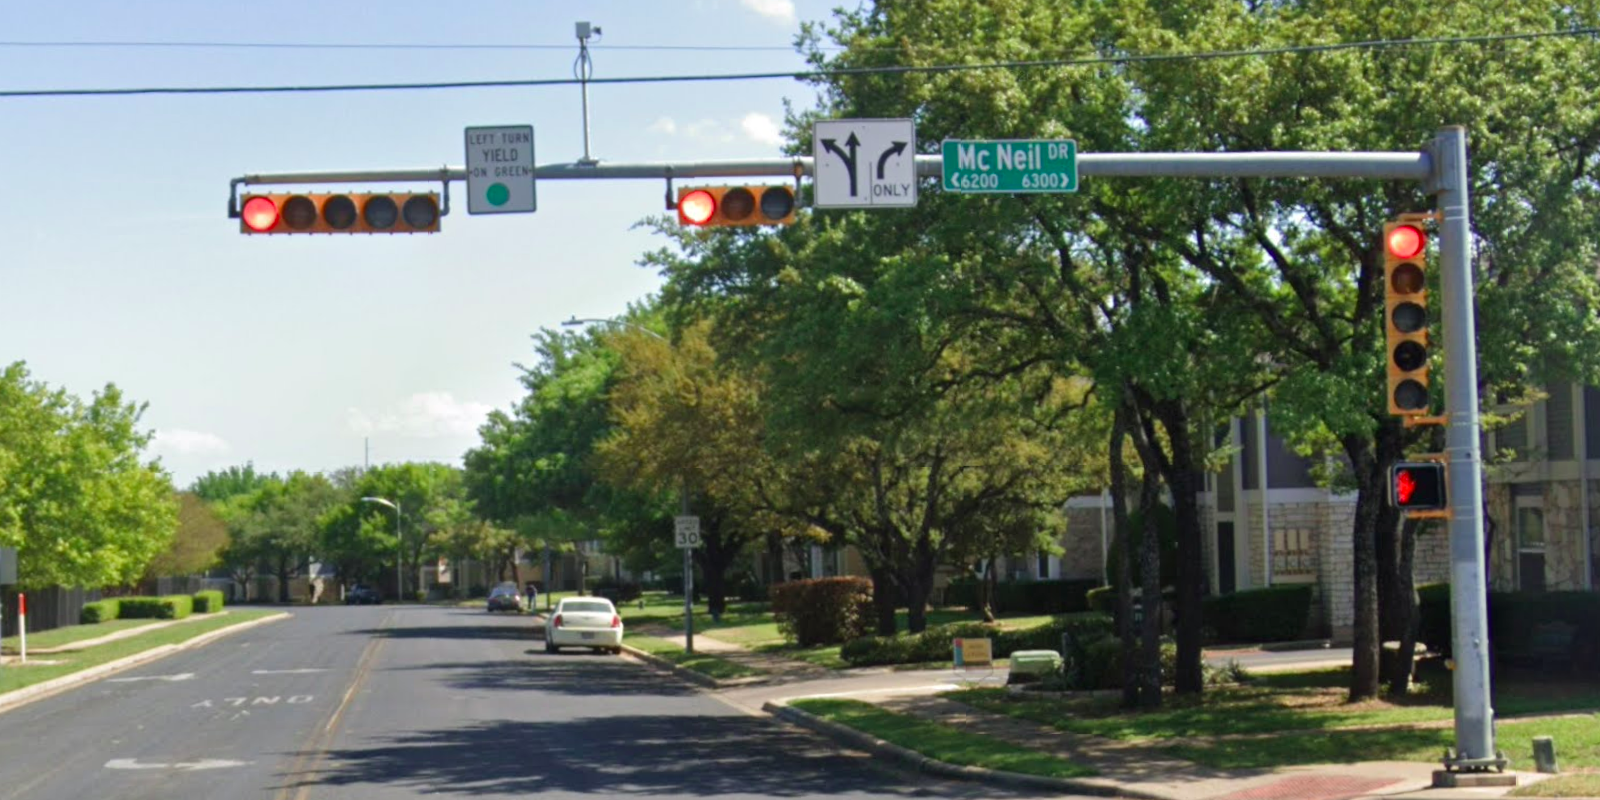 LEFT TURN
YIELD
ON GREEN
ONLY
Mc Neil DR
<6200 6300>
30
ONLY